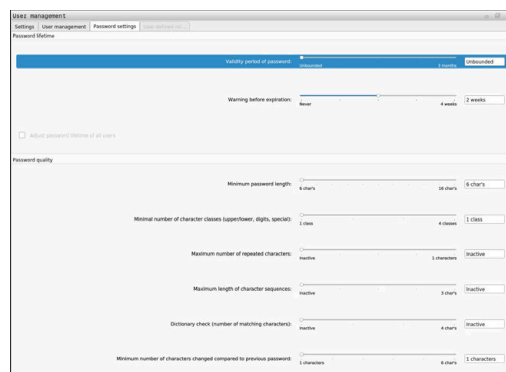 User management
Settings User management Password settings User defined rol...
Password lifetime
Validity period of password: Unbounded
Unbounded 3 months
Warning before expiration: 2 weeks
Never 4 weeks
Adjust password lifetime of all users
Password quality
Minimum password length: 6 char's
6 char's 10 char's
Minimal number of character classes (upper/lower, digits, special): 1 class
1 class 4 classes
Maximum number of repeated characters: Inactive
Inactive 1 characters
Maximum length of character sequences: Inactive
Inactive 3 char's
Dictionary check (number of matching characters): Inactive
Inactive 4 char's
Minimum number of characters changed compared to previous password: 1 characters
1 characters 6 char's